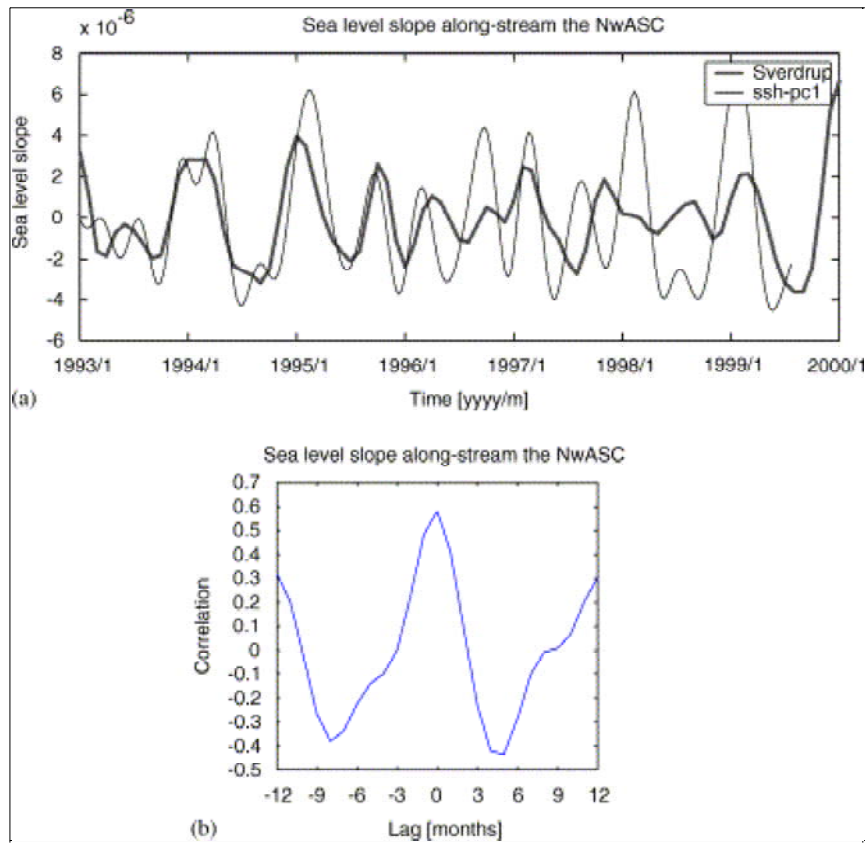 x 10-6
Sea level slope along-stream the NwASC
8
6
4
2
0
-2
-4
-6
Sea level slope
Sverdrup
ssh-pc1
1993/1 1994/1 1995/1 1996/1 1997/1 1998/1 1999/1 2000/1
(a)
Time [yyyy/m]
Sea level slope along-stream the NwASC
0.7
0.6
0.5
0.4
0.3
0.2
0.1
0
-0.1
-0.2
-0.3
-0.4
-0.5
Correlation
-12 -9 -6 -3 0 3 6 9 12
(b)
Lag [months]